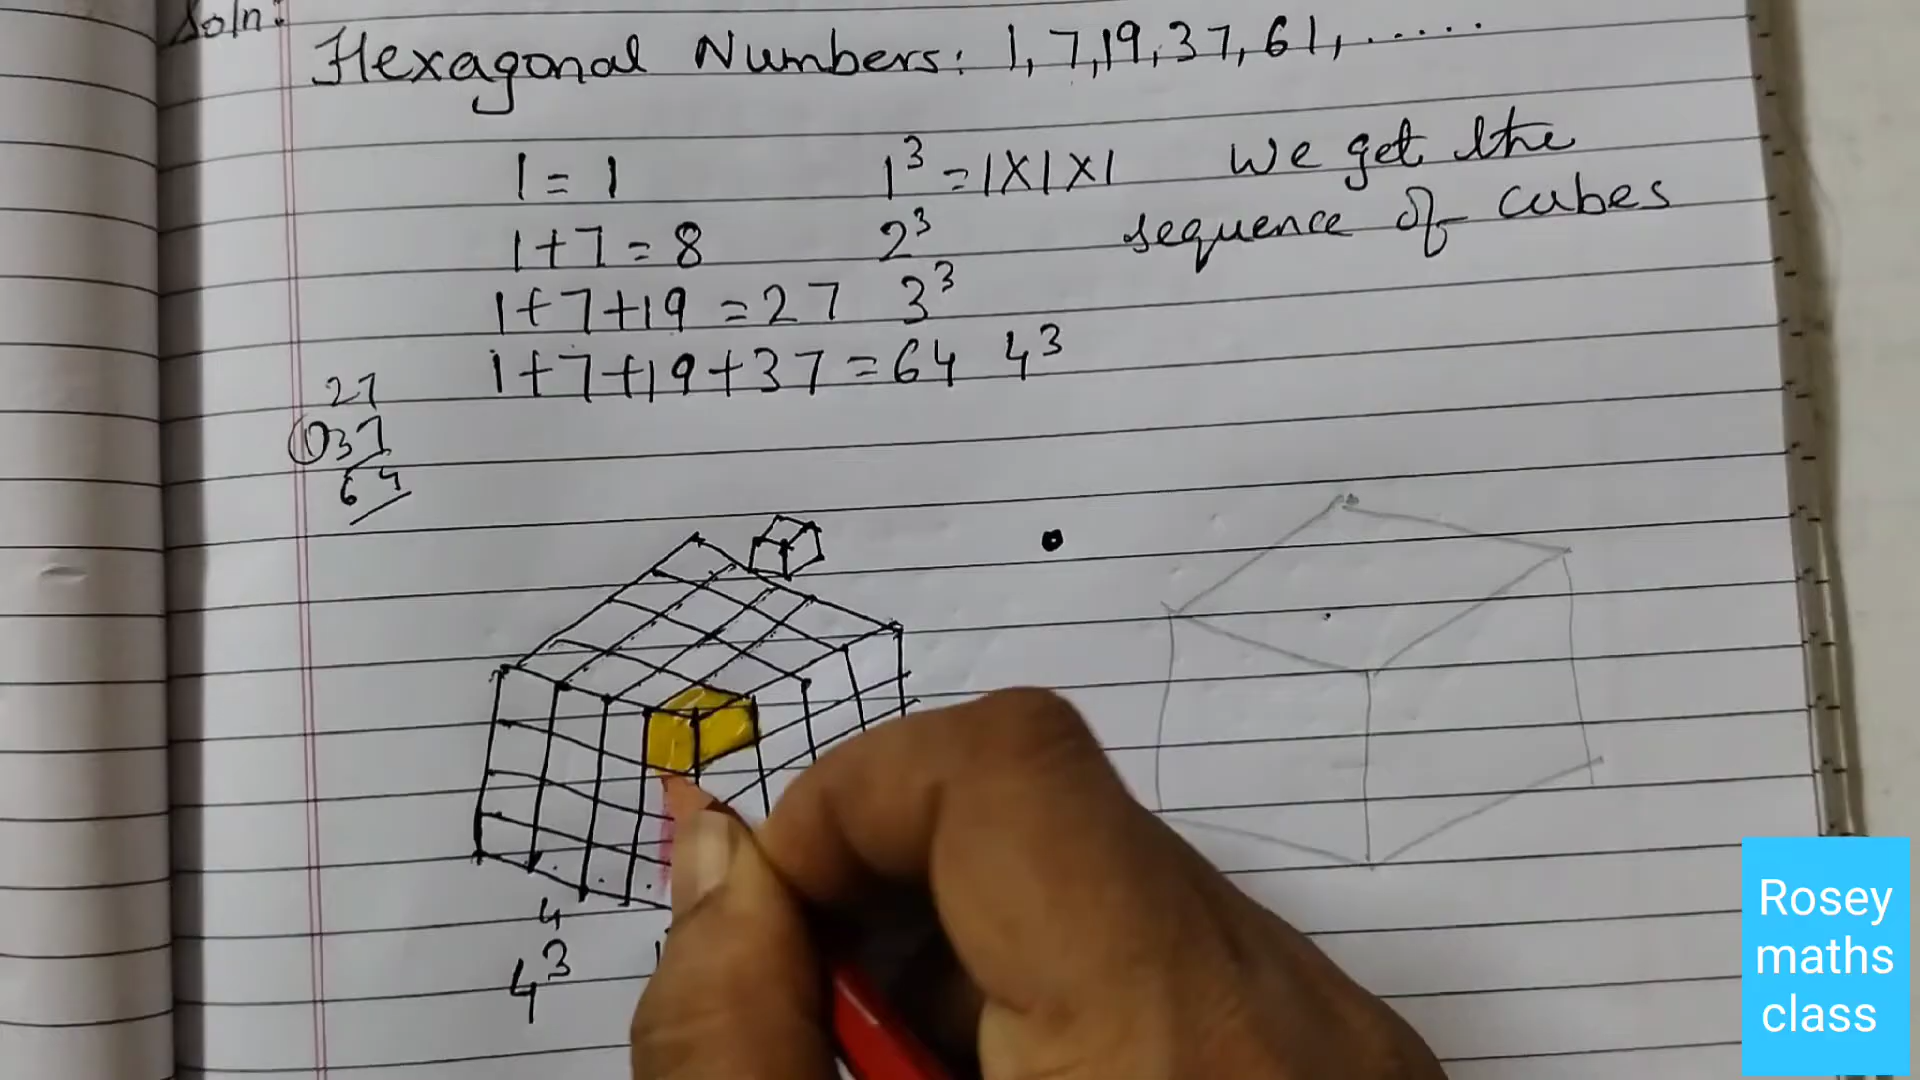 Soln:
Hexagonal Numbers: 1, 7, 19, 37, 61, .....
1 = 1 1³ = 1×1×1 We get the
1+7 = 8 2³ sequence of cubes
1+7+19 = 27 3³
1+7+19+37 = 64 4³
27
①37
64
4
4³
Rosey
maths
class